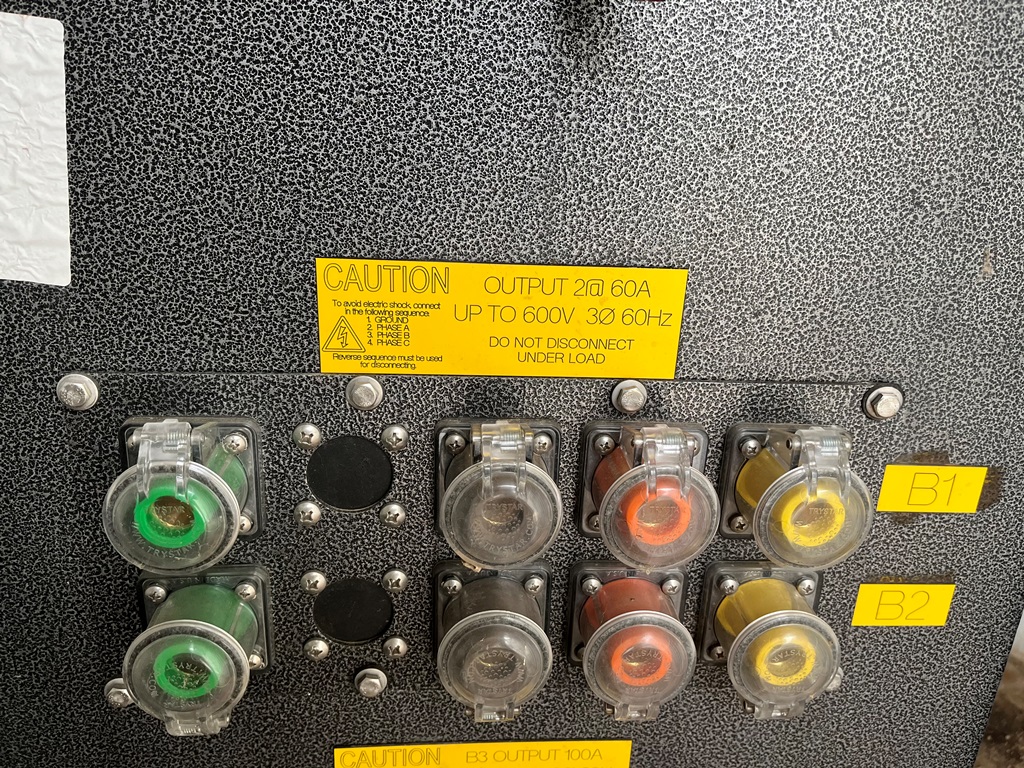 CAUTION
To avoid electric shock, connect
in the following sequence:
1. GROUND
2. PHASE A
3. PHASE B
4. PHASE C
Reverse sequence must be used
for disconnecting.
OUTPUT 2@ 60A
UP TO 600V 3Ø 60Hz
DO NOT DISCONNECT
UNDER LOAD
TRYSTAR
B1
B2
CAUTION
B3 OUTPUT 100A